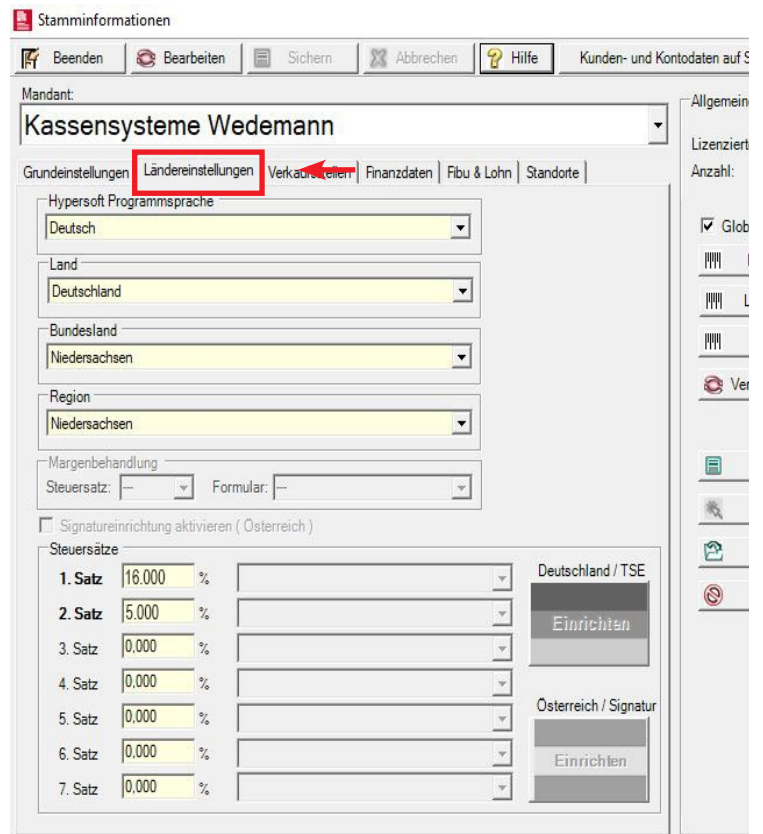 Stamminformationen
Beenden Bearbeiten Sichern Abbrechen Hilfe Kunden- und Kontodaten auf S
Mandant:
Kassensysteme Wedemann
Grundeinstellungen Ländereinstellungen Verkaufsstellen Finanzdaten Fibu & Lohn Standorte
Hypersoft Programmsprache
Deutsch
Land
Deutschland
Bundesland
Niedersachsen
Region
Niedersachsen
Margenbehandlung
Steuersatz: --- Formular: ---
Signatureinrichtung aktivieren ( Österreich )
Steuersätze
1. Satz 16.000 %
2. Satz 5.000 %
3. Satz 0,000 %
4. Satz 0,000 %
5. Satz 0,000 %
6. Satz 0,000 %
7. Satz 0,000 %
Deutschland / TSE
Einrichten
Österreich / Signatur
Einrichten
Allgemein
Lizenziert
Anzahl:
Glob
L
Ver